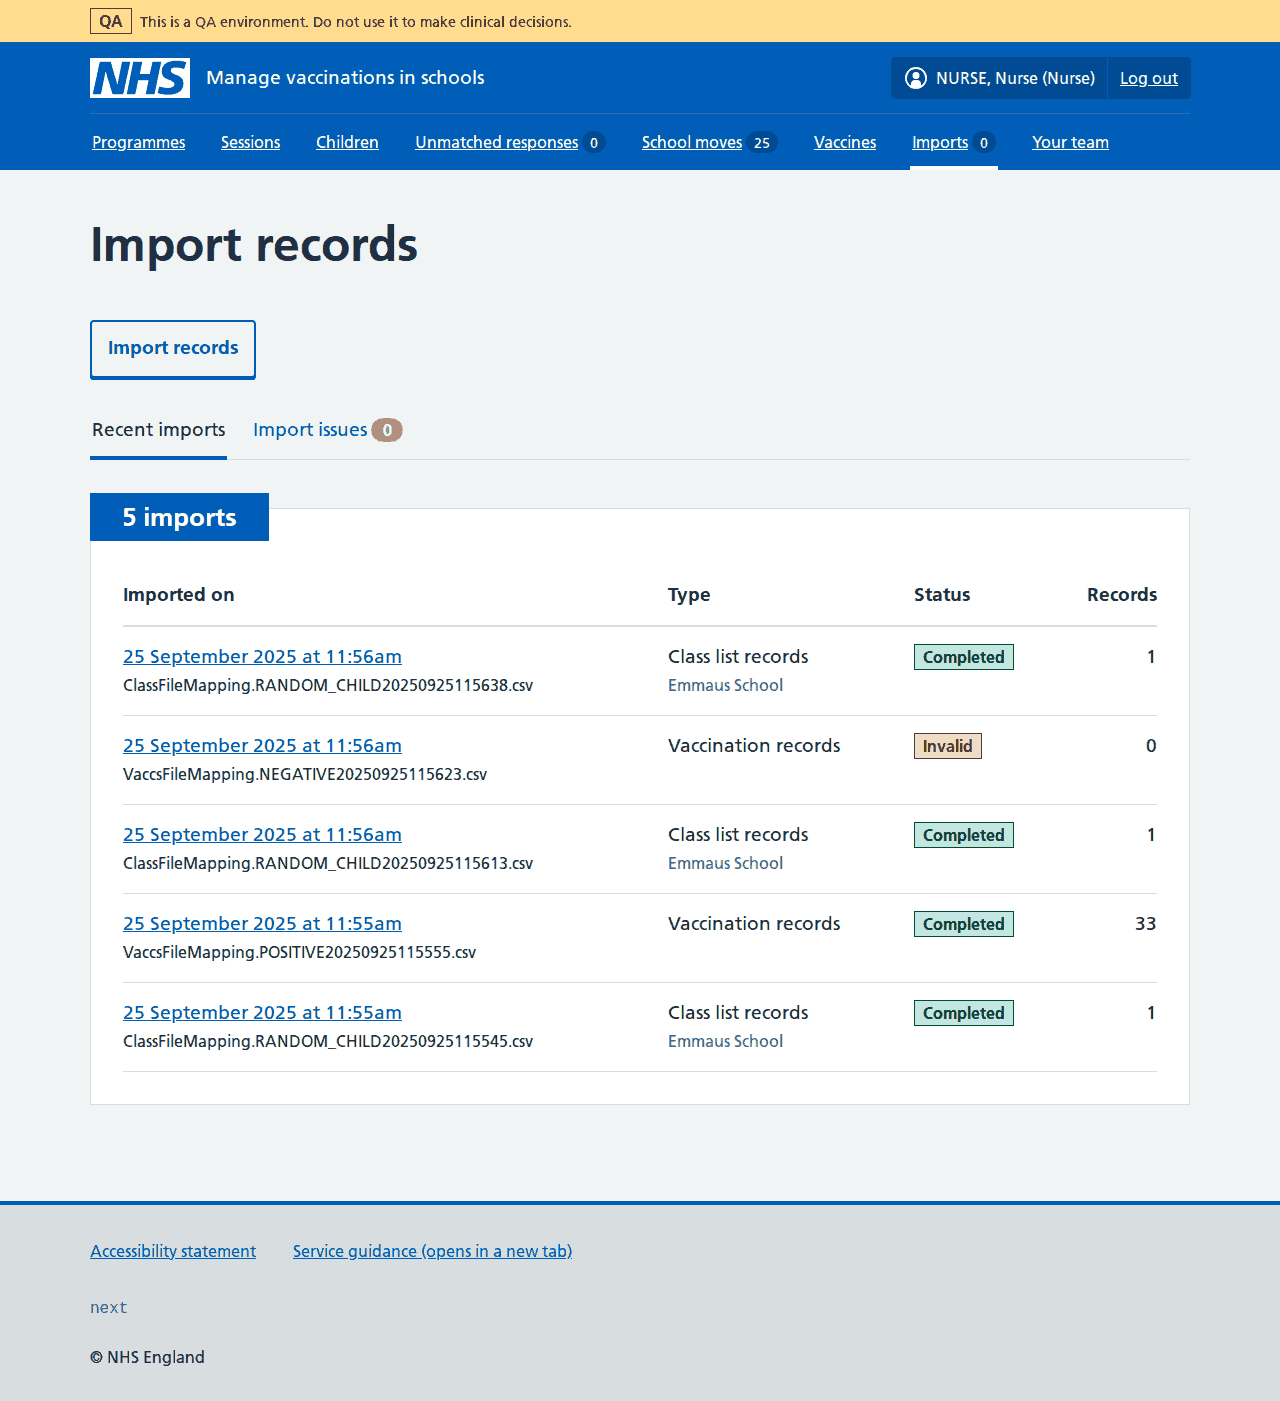 QA This is a QA environment. Do not use it to make clinical decisions.
NHS Manage vaccinations in schools NURSE, Nurse (Nurse) Log out
Programmes Sessions Children Unmatched responses 0 School moves 25 Vaccines Imports 0 Your team
Import records
Import records
Recent imports Import issues 0
5 imports
Imported on Type Status Records
25 September 2025 at 11:56am Class list records Completed 1
ClassFileMapping.RANDOM_CHILD20250925115638.csv Emmaus School
25 September 2025 at 11:56am Vaccination records Invalid 0
VaccsFileMapping.NEGATIVE20250925115623.csv
25 September 2025 at 11:56am Class list records Completed 1
ClassFileMapping.RANDOM_CHILD20250925115613.csv Emmaus School
25 September 2025 at 11:55am Vaccination records Completed 33
VaccsFileMapping.POSITIVE20250925115555.csv
25 September 2025 at 11:55am Class list records Completed 1
ClassFileMapping.RANDOM_CHILD20250925115545.csv Emmaus School
Accessibility statement Service guidance (opens in a new tab)
next
© NHS England